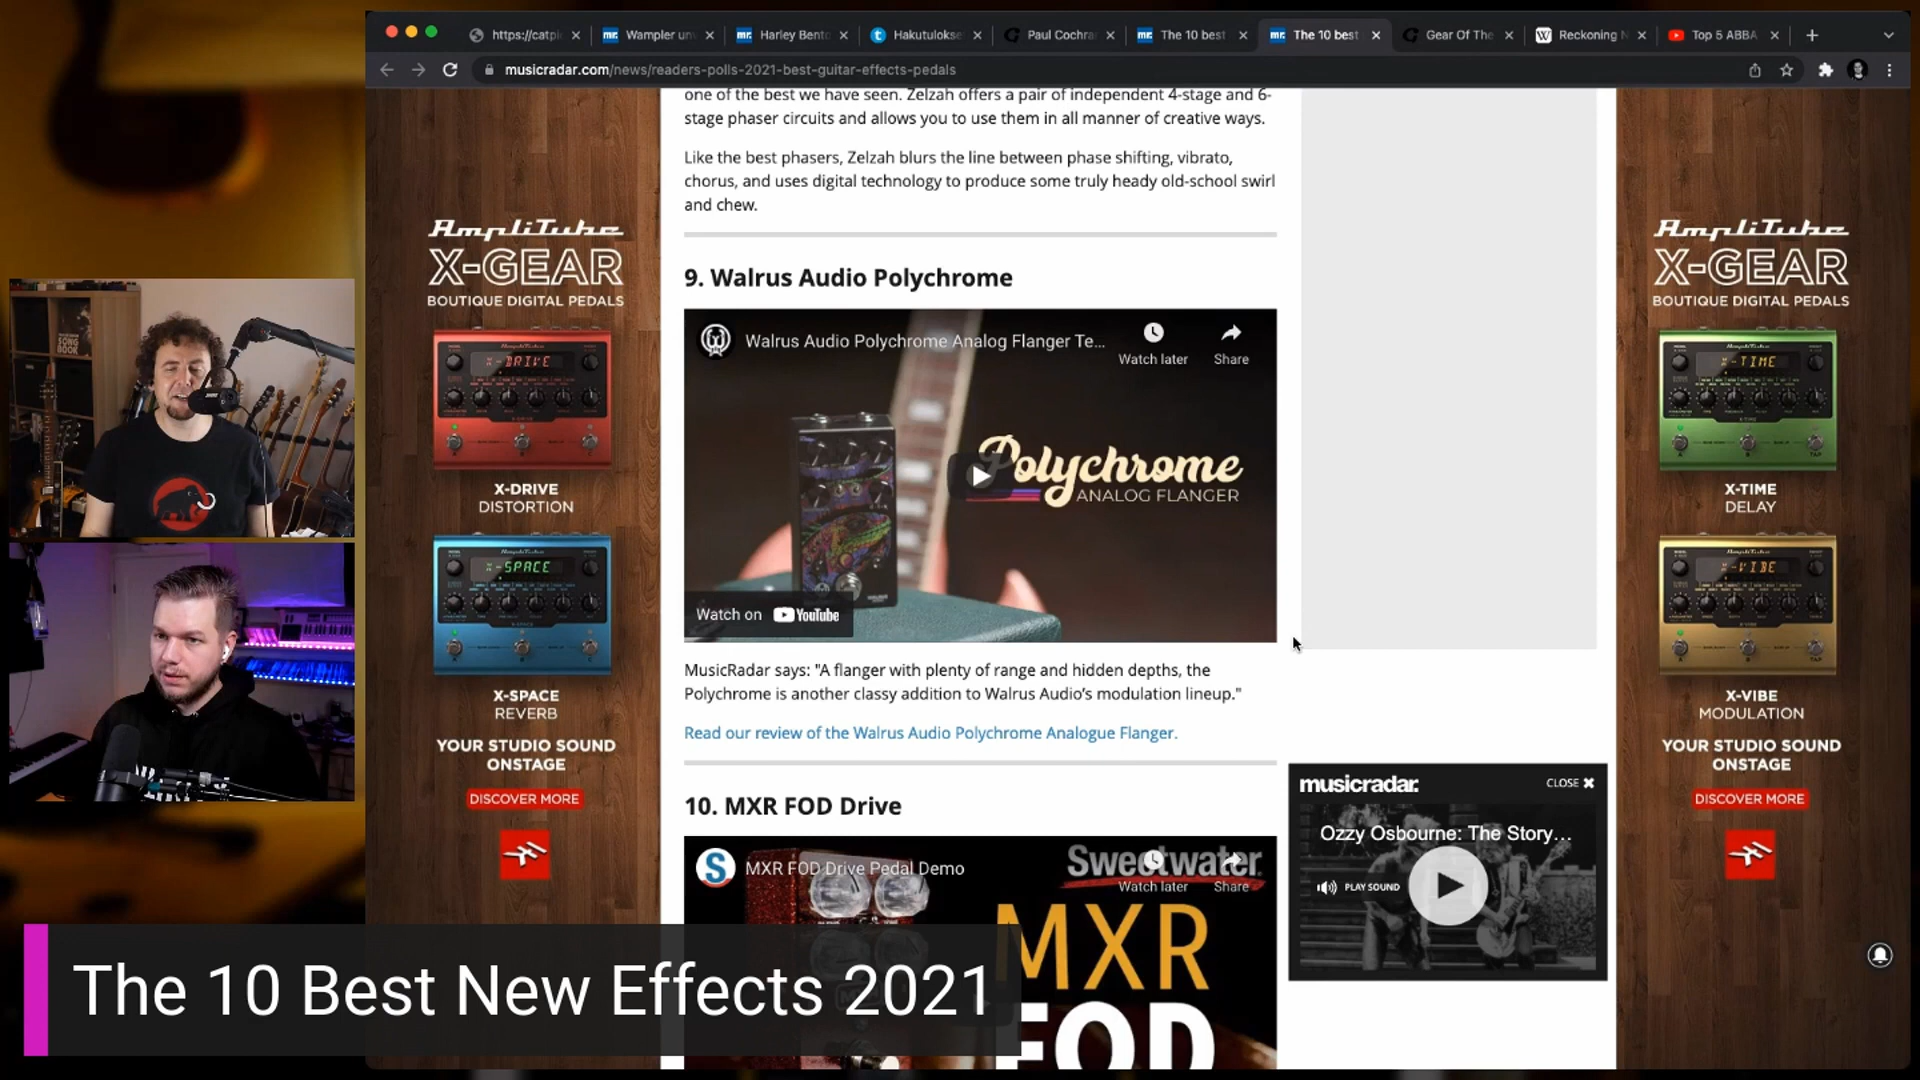 https://catpi
Wampler un
Harley Bento
Hakutulokse
Paul Cochra
The 10 best
The 10 best
Gear Of The
Reckoning N
Top 5 ABBA
musicradar.com/news/readers-polls-2021-best-guitar-effects-pedals
one of the best we have seen. Zelzah offers a pair of independent 4-stage and 6-
stage phaser circuits and allows you to use them in all manner of creative ways.
Like the best phasers, Zelzah blurs the line between phase shifting, vibrato,
chorus, and uses digital technology to produce some truly heady old-school swirl
and chew.
9. Walrus Audio Polychrome
Walrus Audio Polychrome Analog Flanger Te...
Watch later
Share
Polychrome
ANALOG FLANGER
Watch on YouTube
MusicRadar says: "A flanger with plenty of range and hidden depths, the
Polychrome is another classy addition to Walrus Audio's modulation lineup."
Read our review of the Walrus Audio Polychrome Analogue Flanger.
10. MXR FOD Drive
MXR FOD Drive Pedal Demo
Sweetwater
Watch later
Share
MXR
FOD
AmpliTube
X-GEAR
BOUTIQUE DIGITAL PEDALS
X-DRIVE
X-DRIVE
DISTORTION
X-SPACE
X-SPACE
REVERB
YOUR STUDIO SOUND
ONSTAGE
DISCOVER MORE
AmpliTube
X-GEAR
BOUTIQUE DIGITAL PEDALS
X-TIME
X-TIME
DELAY
X-VIBE
X-VIBE
MODULATION
YOUR STUDIO SOUND
ONSTAGE
DISCOVER MORE
musicradar.
CLOSE
Ozzy Osbourne: The Story...
PLAY SOUND
SONG
BOOK
The 10 Best New Effects 2021